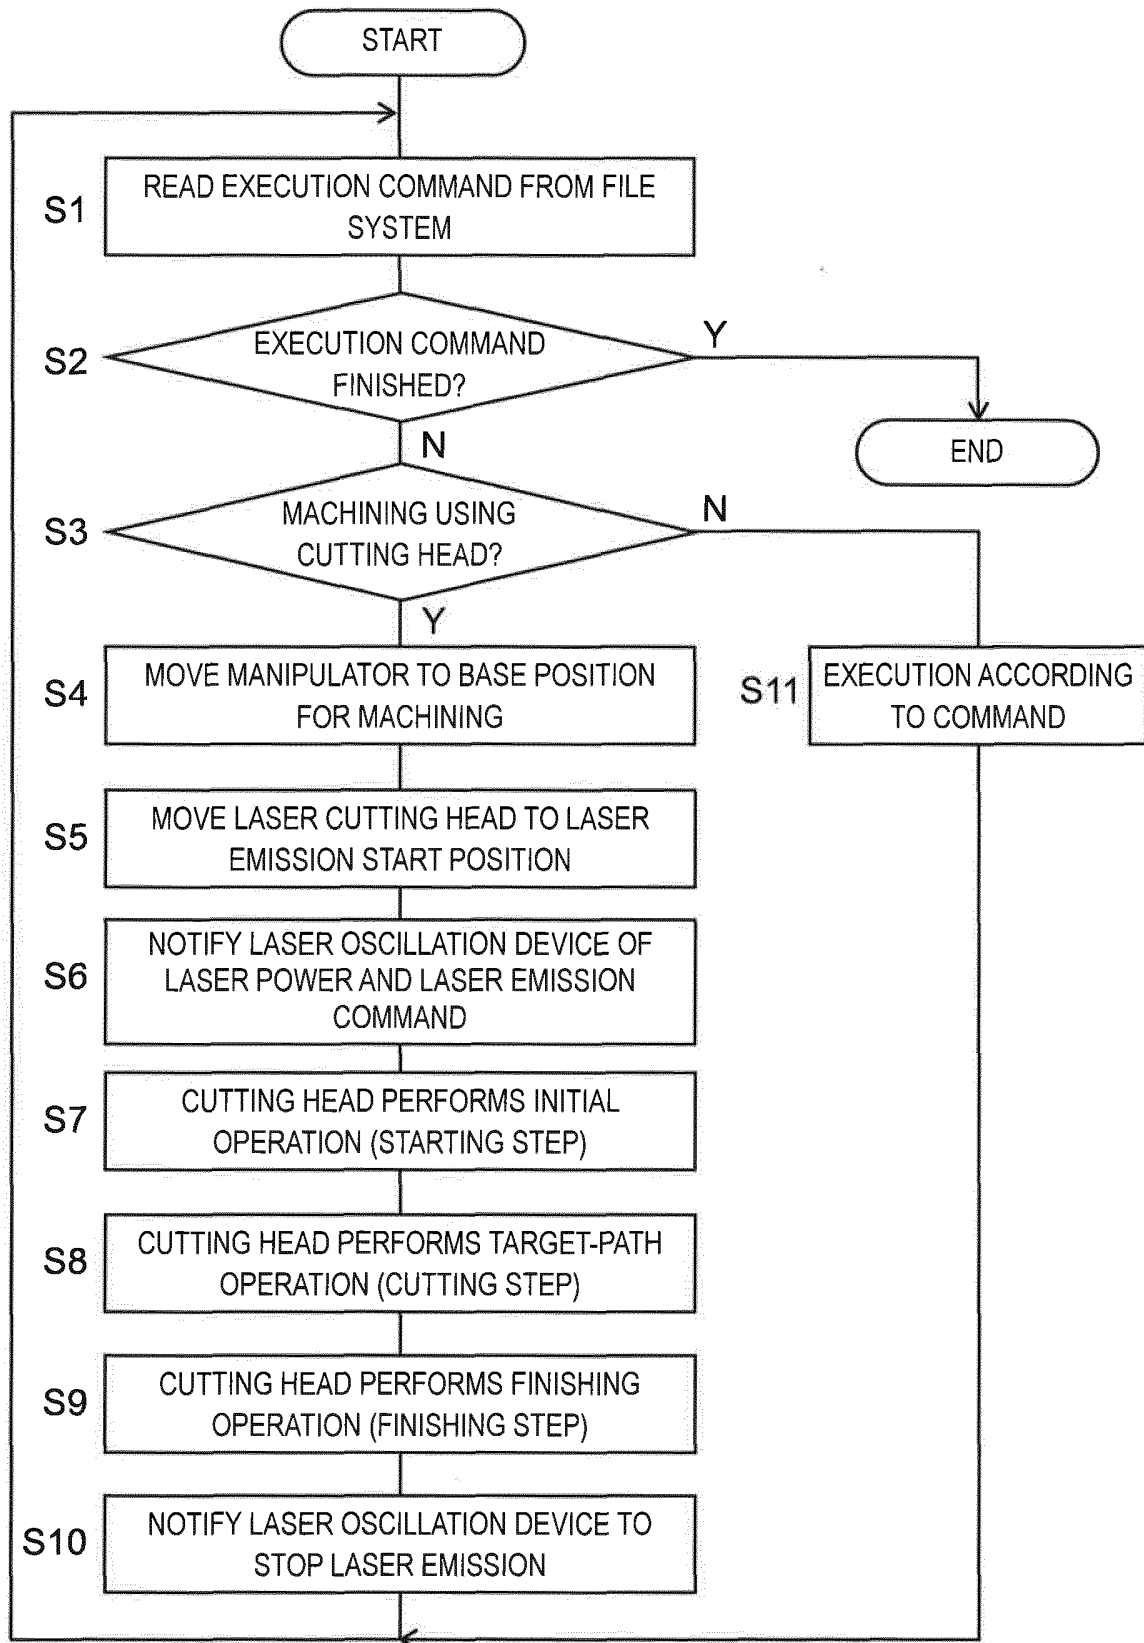 START
S1
READ EXECUTION COMMAND FROM FILE
SYSTEM
S2
EXECUTION COMMAND
FINISHED?
Y
N
END
S3
MACHINING USING
CUTTING HEAD?
N
Y
S4
MOVE MANIPULATOR TO BASE POSITION
FOR MACHINING
S11
EXECUTION ACCORDING
TO COMMAND
S5
MOVE LASER CUTTING HEAD TO LASER
EMISSION START POSITION
S6
NOTIFY LASER OSCILLATION DEVICE OF
LASER POWER AND LASER EMISSION
COMMAND
S7
CUTTING HEAD PERFORMS INITIAL
OPERATION (STARTING STEP)
S8
CUTTING HEAD PERFORMS TARGET-PATH
OPERATION (CUTTING STEP)
S9
CUTTING HEAD PERFORMS FINISHING
OPERATION (FINISHING STEP)
S10
NOTIFY LASER OSCILLATION DEVICE TO
STOP LASER EMISSION